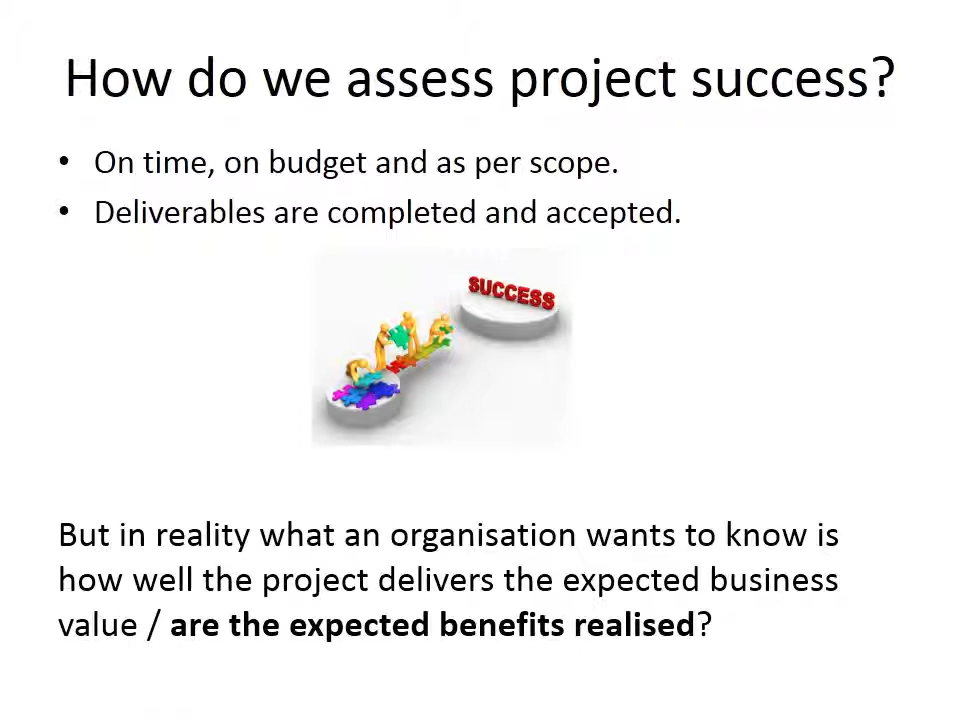 How do we assess project success?
• On time, on budget and as per scope.
• Deliverables are completed and accepted.
SUCCESS
But in reality what an organisation wants to know is
how well the project delivers the expected business
value / are the expected benefits realised?